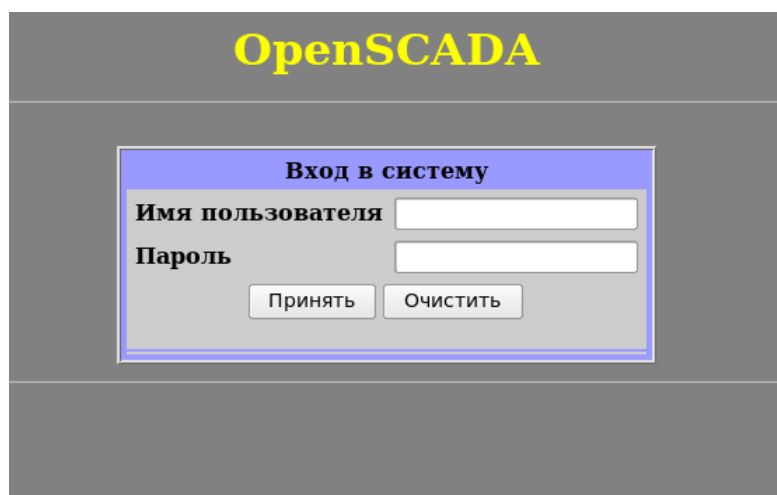 OpenSCADA
Вход в систему
Имя пользователя
Пароль
Принять Очистить